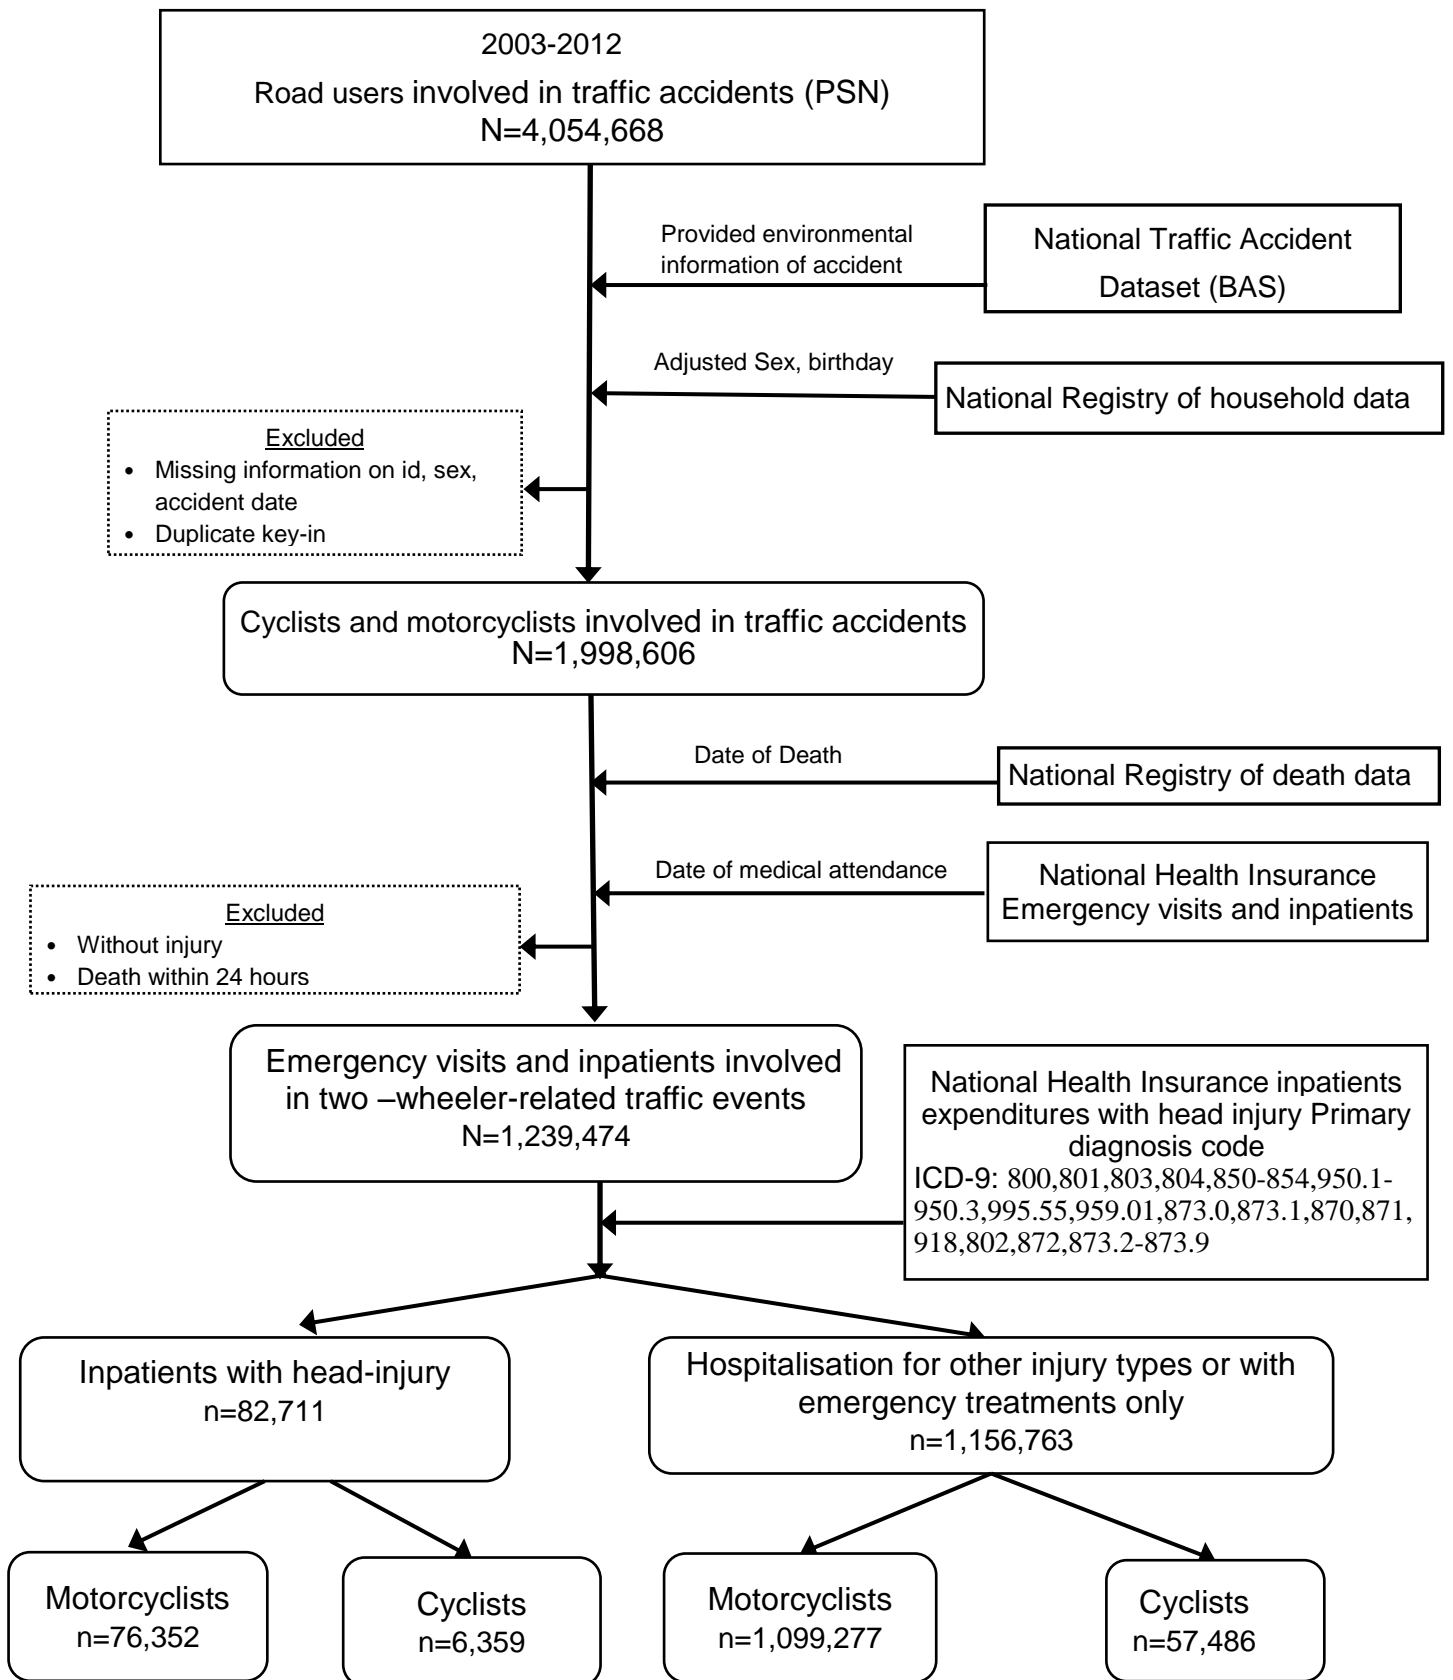 2003-2012
Road users involved in traffic accidents (PSN)
N=4,054,668
Provided environmental
information of accident
National Traffic Accident
Dataset (BAS)
Adjusted Sex, birthday
National Registry of household data
Excluded
• Missing information on id, sex,
accident date
• Duplicate key-in
Cyclists and motorcyclists involved in traffic accidents
N=1,998,606
Date of Death
National Registry of death data
Date of medical attendance
National Health Insurance
Emergency visits and inpatients
Excluded
• Without injury
• Death within 24 hours
Emergency visits and inpatients involved
in two –wheeler-related traffic events
N=1,239,474
National Health Insurance inpatients
expenditures with head injury Primary
diagnosis code
ICD-9: 800,801,803,804,850-854,950.1-
950.3,995.55,959.01,873.0,873.1,870,871,
918,802,872,873.2-873.9
Inpatients with head-injury
n=82,711
Hospitalisation for other injury types or with
emergency treatments only
n=1,156,763
Motorcyclists
n=76,352
Cyclists
n=6,359
Motorcyclists
n=1,099,277
Cyclists
n=57,486